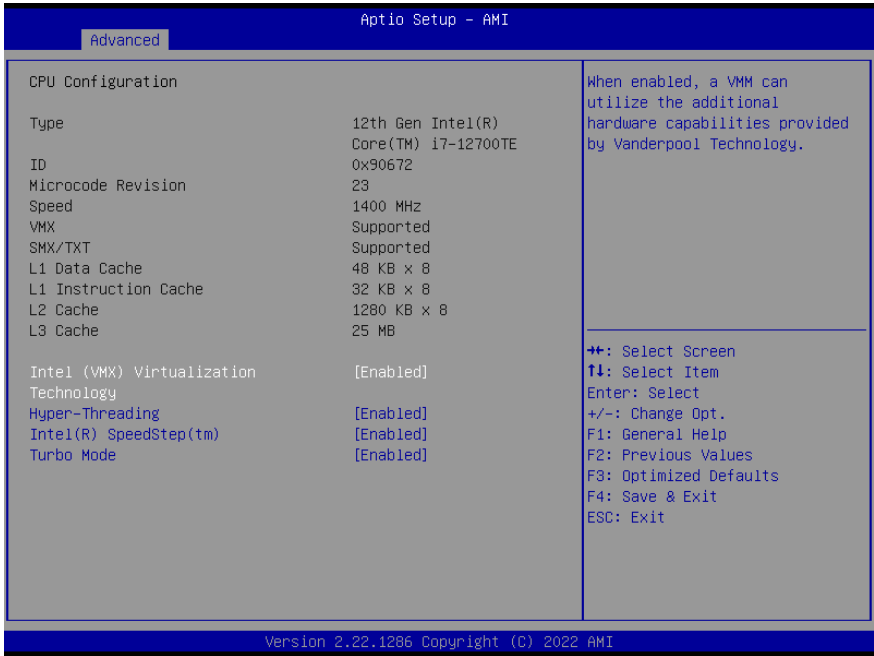 Aptio Setup – AMI
Advanced
CPU Configuration
Type 12th Gen Intel(R)
Core(TM) i7-12700TE
ID 0x90672
Microcode Revision 23
Speed 1400 MHz
VMX Supported
SMX/TXT Supported
L1 Data Cache 48 KB x 8
L1 Instruction Cache 32 KB x 8
L2 Cache 1280 KB x 8
L3 Cache 25 MB
Intel (VMX) Virtualization [Enabled]
Technology
Hyper-Threading [Enabled]
Intel(R) SpeedStep(tm) [Enabled]
Turbo Mode [Enabled]
When enabled, a VMM can
utilize the additional
hardware capabilities provided
by Vanderpool Technology.
→←: Select Screen
↑↓: Select Item
Enter: Select
+/-: Change Opt.
F1: General Help
F2: Previous Values
F3: Optimized Defaults
F4: Save & Exit
ESC: Exit
Version 2.22.1286 Copyright (C) 2022 AMI